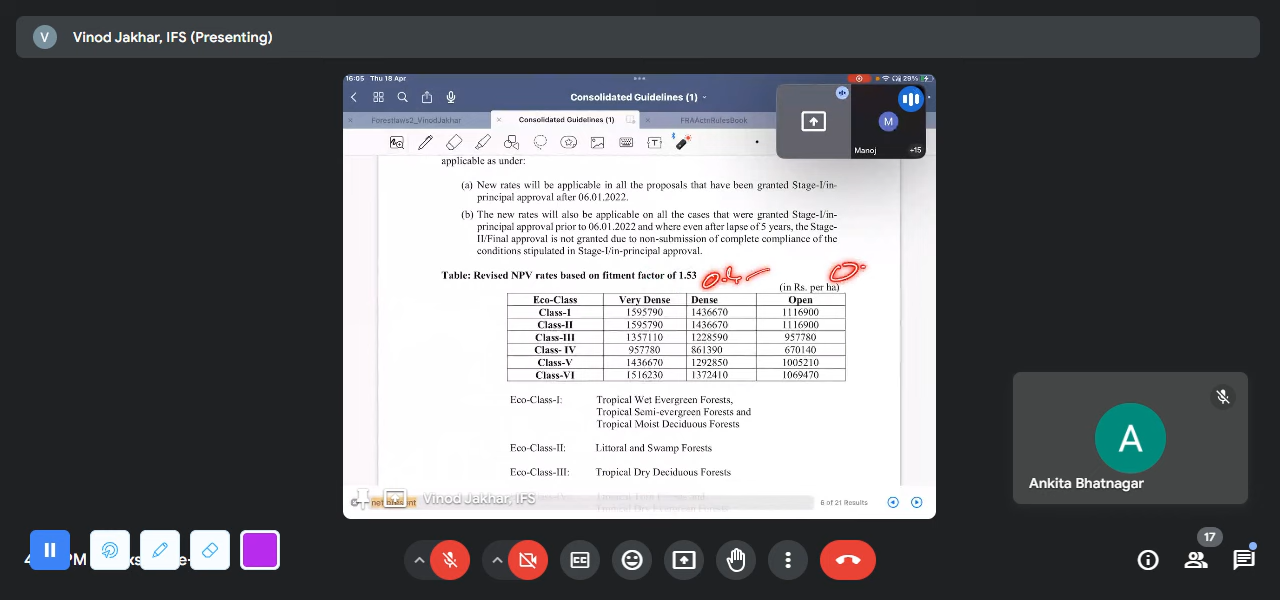 V Vinod Jakhar, IFS (Presenting)
16:05 Thu 18 Apr
29%
Consolidated Guidelines (1)
Forestlaws2_VinodJakhar
Consolidated Guidelines (1)
FRAActnRulesBook
M
Manoj +15
applicable as under:
(a) New rates will be applicable in all the proposals that have been granted Stage-I/in-
principal approval after 06.01.2022.
(b) The new rates will also be applicable on all the cases that were granted Stage-I/in-
principal approval prior to 06.01.2022 and where even after lapse of 5 years, the Stage-
II/Final approval is not granted due to non-submission of complete compliance of the
conditions stipulated in Stage-I/in-principal approval.
Table: Revised NPV rates based on fitment factor of 1.53
(in Rs. per ha)
Eco-Class Very Dense Dense Open
Class-I 1595790 1436670 1116900
Class-II 1595790 1436670 1116900
Class-III 1357110 1228590 957780
Class- IV 957780 861390 670140
Class-V 1436670 1292850 1005210
Class-VI 1516230 1372410 1069470
Eco-Class-I: Tropical Wet Evergreen Forests,
Tropical Semi-evergreen Forests and
Tropical Moist Deciduous Forests
Eco-Class-II: Littoral and Swamp Forests
Eco-Class-III: Tropical Dry Deciduous Forests
Vinod Jakhar, IFS
6 of 21 Results
A
Ankita Bhatnagar
17